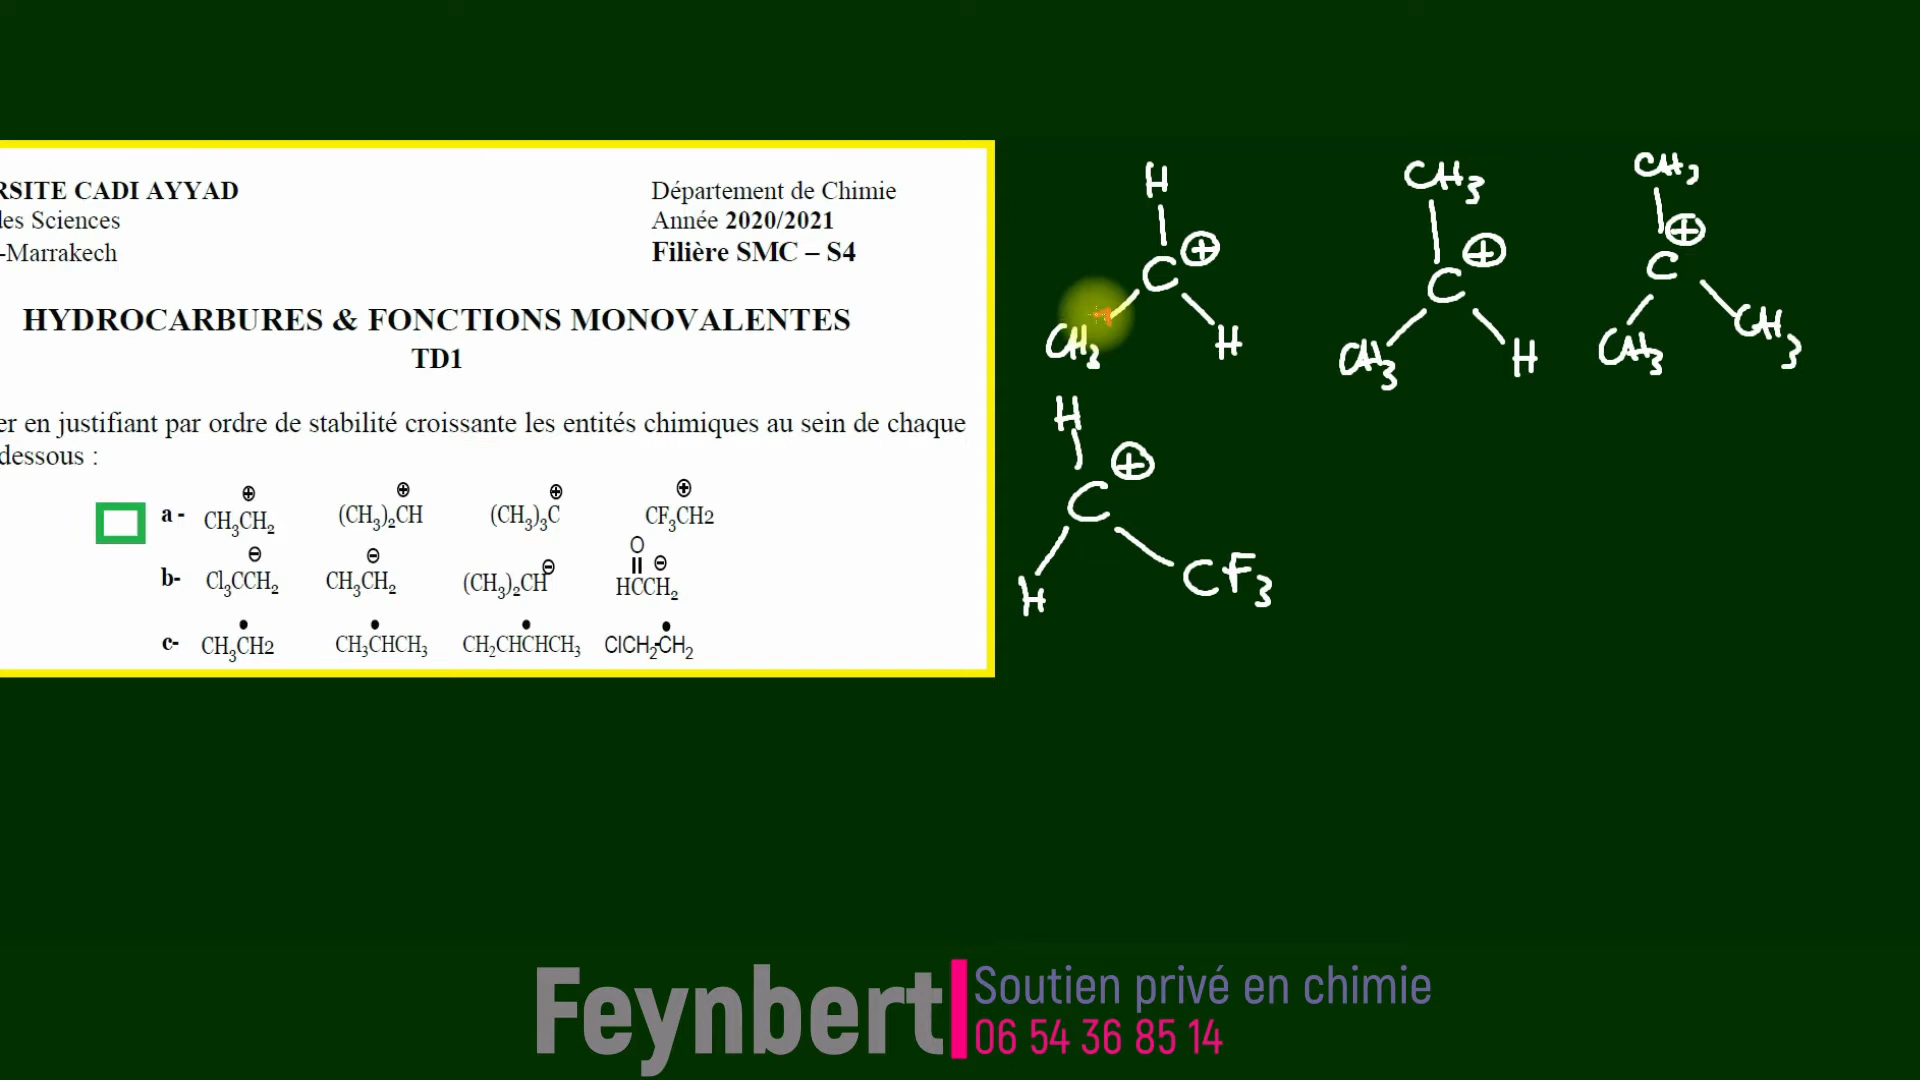 RSITE CADI AYYAD
Département de Chimie
des Sciences
Année 2020/2021
-Marrakech
Filière SMC – S4
HYDROCARBURES & FONCTIONS MONOVALENTES
TD1
er en justifiant par ordre de stabilité croissante les entités chimiques au sein de chaque
dessous :
a - CH₃CH₂⊕ (CH₃)₂CH⊕ (CH₃)₃C⊕ CF₃CH2⊕
b- Cl₃CCH₂⊖ CH₃CH₂⊖ (CH₃)₂CH⊖ HCCH₂⊖
O
c- CH₃CH2• CH₃CHCH₃• CH₂CHCHCH₃• ClCH₂-CH₂•
H
C⊕
CH₃ H
CH₃
C⊕
CH₃ H
CH₃
C⊕
CH₃ CH₃
H
C⊕
H CF₃
Feynbert
Soutien privé en chimie
06 54 36 85 14